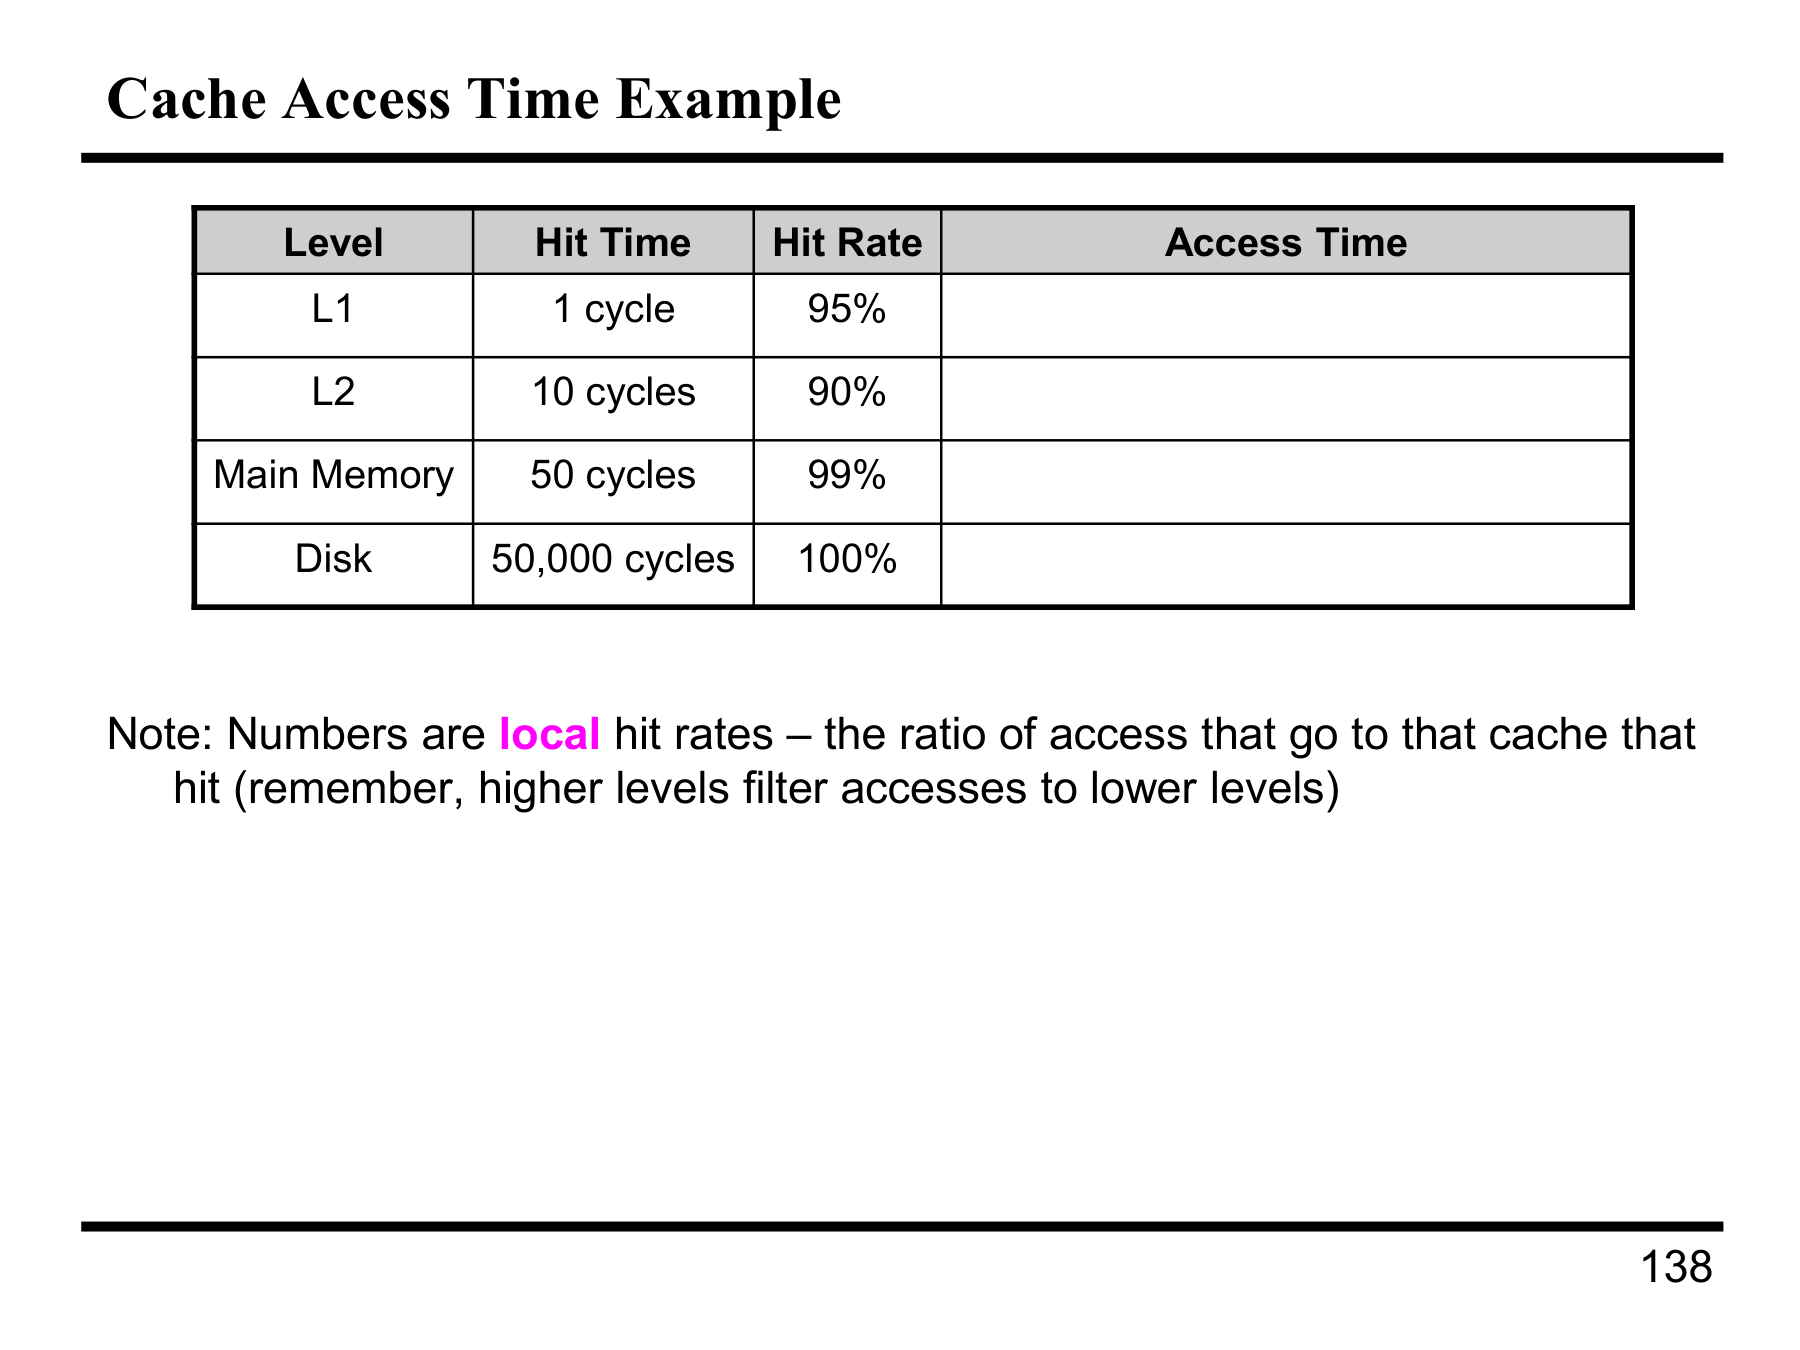 Cache Access Time Example
Level Hit Time Hit Rate Access Time
L1 1 cycle 95%
L2 10 cycles 90%
Main Memory 50 cycles 99%
Disk 50,000 cycles 100%
Note: Numbers are local hit rates – the ratio of access that go to that cache that
hit (remember, higher levels filter accesses to lower levels)
138